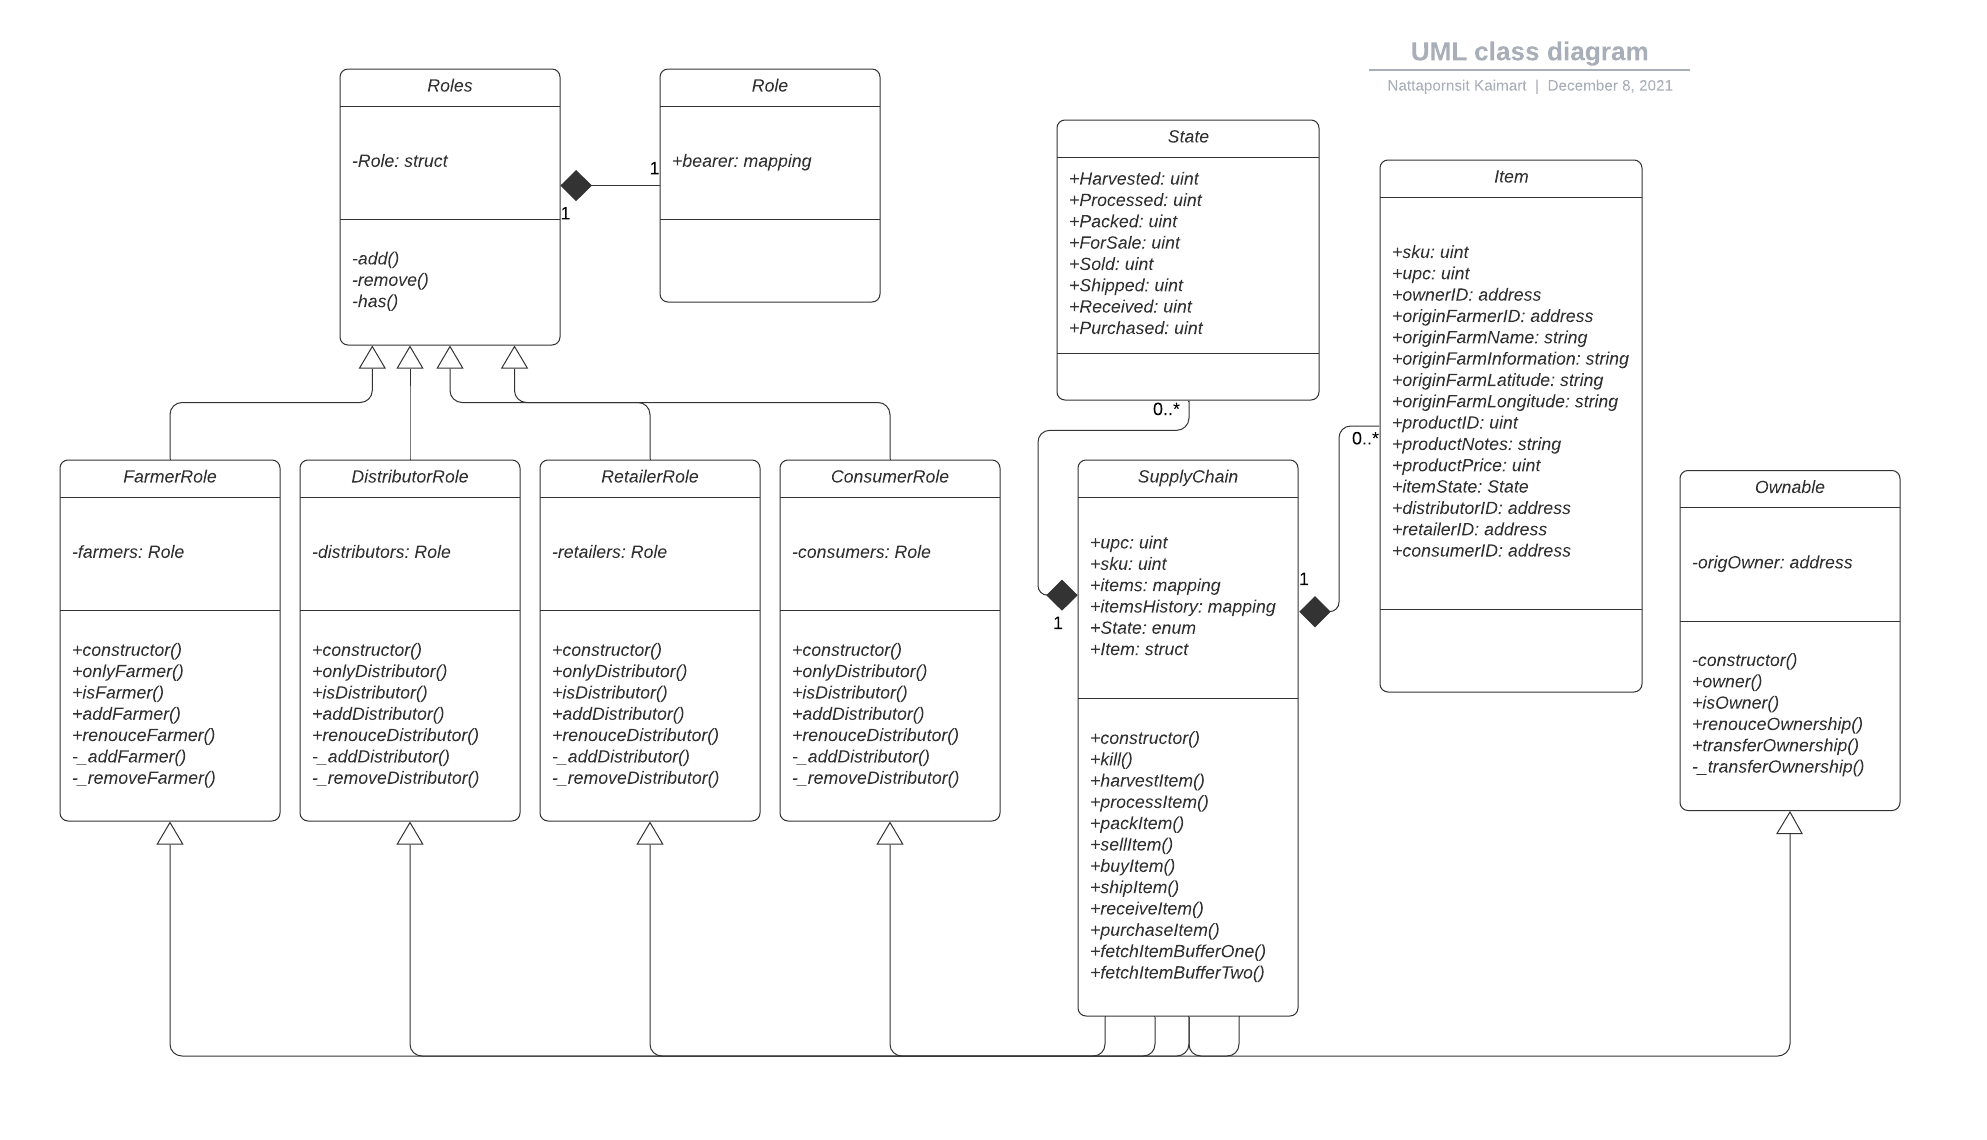 UML class diagram
Nattapornsit Kaimart | December 8, 2021
Roles
-Role: struct
-add()
-remove()
-has()
1
1
Role
+bearer: mapping
State
+Harvested: uint
+Processed: uint
+Packed: uint
+ForSale: uint
+Sold: uint
+Shipped: uint
+Received: uint
+Purchased: uint
0..*
Item
+sku: uint
+upc: uint
+ownerID: address
+originFarmerID: address
+originFarmName: string
+originFarmInformation: string
+originFarmLatitude: string
+originFarmLongitude: string
+productID: uint
+productNotes: string
+productPrice: uint
+itemState: State
+distributorID: address
+retailerID: address
+consumerID: address
0..*
FarmerRole
-farmers: Role
+constructor()
+onlyFarmer()
+isFarmer()
+addFarmer()
+renouceFarmer()
-_addFarmer()
-_removeFarmer()
DistributorRole
-distributors: Role
+constructor()
+onlyDistributor()
+isDistributor()
+addDistributor()
+renouceDistributor()
-_addDistributor()
-_removeDistributor()
RetailerRole
-retailers: Role
+constructor()
+onlyDistributor()
+isDistributor()
+addDistributor()
+renouceDistributor()
-_addDistributor()
-_removeDistributor()
ConsumerRole
-consumers: Role
+constructor()
+onlyDistributor()
+isDistributor()
+addDistributor()
+renouceDistributor()
-_addDistributor()
-_removeDistributor()
1
SupplyChain
+upc: uint
+sku: uint
+items: mapping
+itemsHistory: mapping
+State: enum
+Item: struct
+constructor()
+kill()
+harvestItem()
+processItem()
+packItem()
+sellItem()
+buyItem()
+shipItem()
+receiveItem()
+purchaseItem()
+fetchItemBufferOne()
+fetchItemBufferTwo()
1
Ownable
-origOwner: address
-constructor()
+owner()
+isOwner()
+renouceOwnership()
+transferOwnership()
-_transferOwnership()